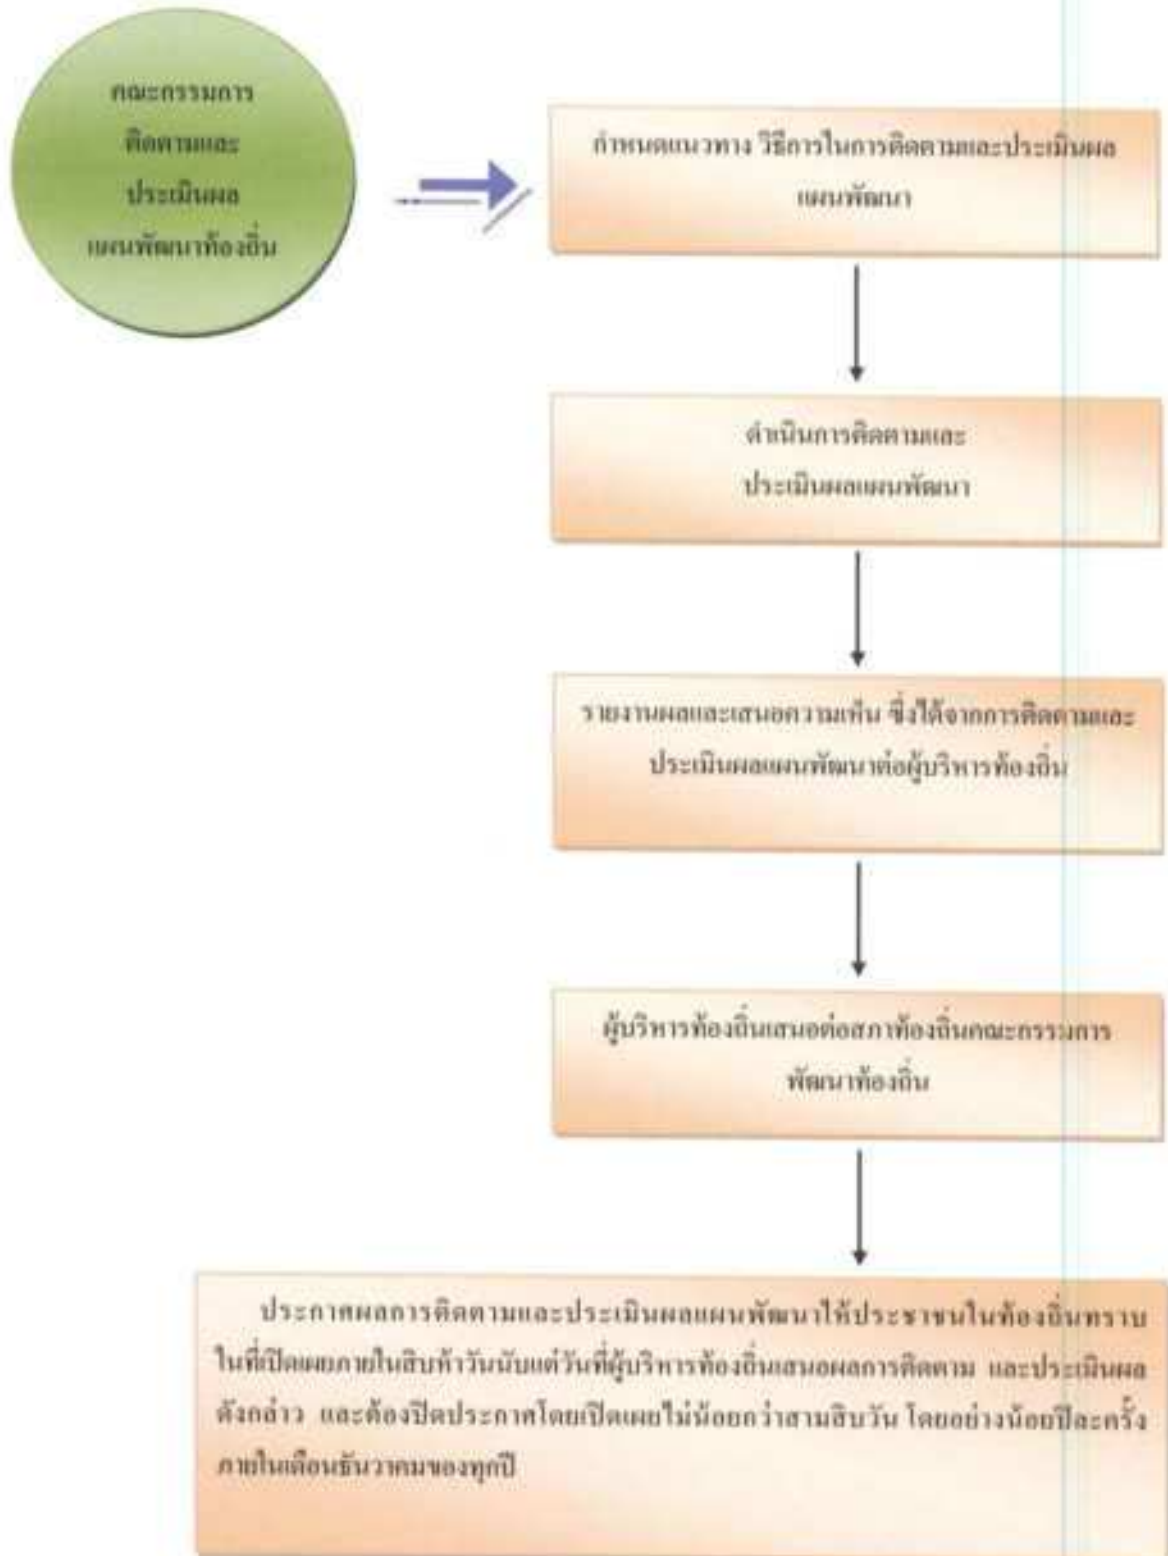 คณะกรรมการ
ติดตามและ
ประเมินผล
แผนพัฒนาท้องถิ่น
กำหนดแนวทาง วิธีการในการติดตามและประเมินผล
แผนพัฒนา
ดำเนินการติดตามและ
ประเมินผลแผนพัฒนา
รายงานผลและเสนอความเห็น ซึ่งได้จากการติดตามและ
ประเมินผลแผนพัฒนาต่อผู้บริหารท้องถิ่น
ผู้บริหารท้องถิ่นเสนอต่อสภาท้องถิ่นคณะกรรมการ
พัฒนาท้องถิ่น
ประกาศผลการติดตามและประเมินผลแผนพัฒนาให้ประชาชนในท้องถิ่นทราบ
ในที่เปิดเผยภายในสิบห้าวันนับแต่วันที่ผู้บริหารท้องถิ่นเสนอผลการติดตาม และประเมินผล
ดังกล่าว และต้องปิดประกาศโดยเปิดเผยไม่น้อยกว่าสามสิบวัน โดยอย่างน้อยปีละครั้ง
ภายในเดือนธันวาคมของทุกปี